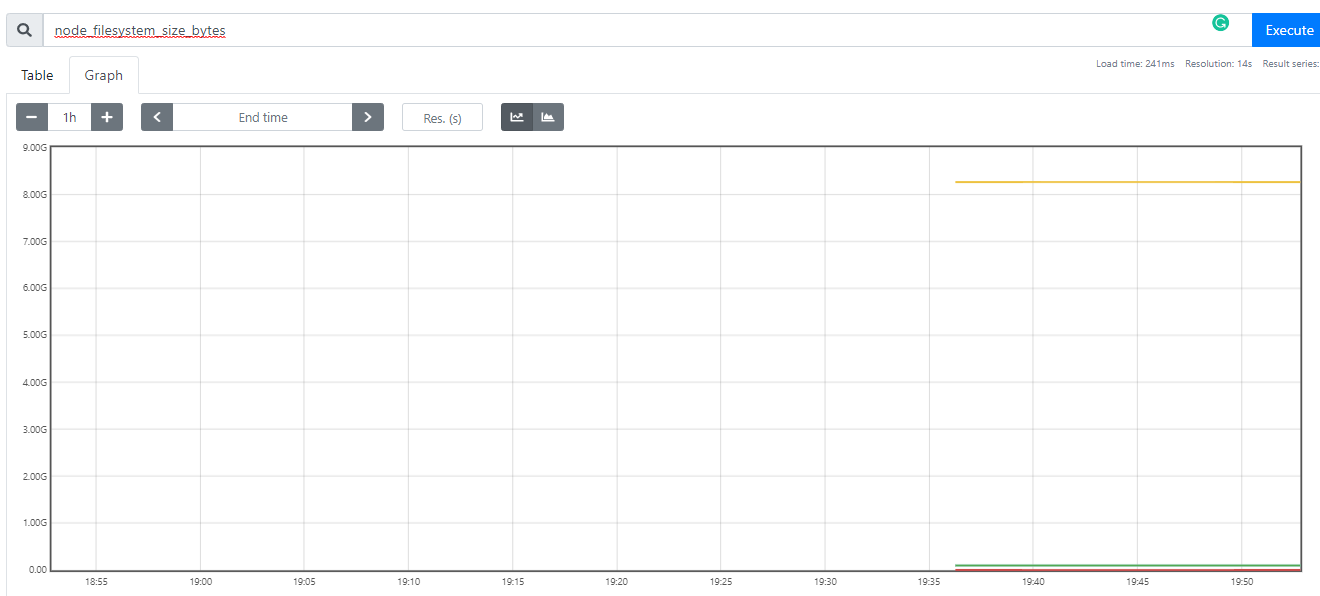 node_filesystem_size_bytes
Execute
Load time: 241ms Resolution: 14s Result series:
Table Graph
1h End time Res. (s)
9.00G
8.00G
7.00G
6.00G
5.00G
4.00G
3.00G
2.00G
1.00G
0.00
18:55 19:00 19:05 19:10 19:15 19:20 19:25 19:30 19:35 19:40 19:45 19:50